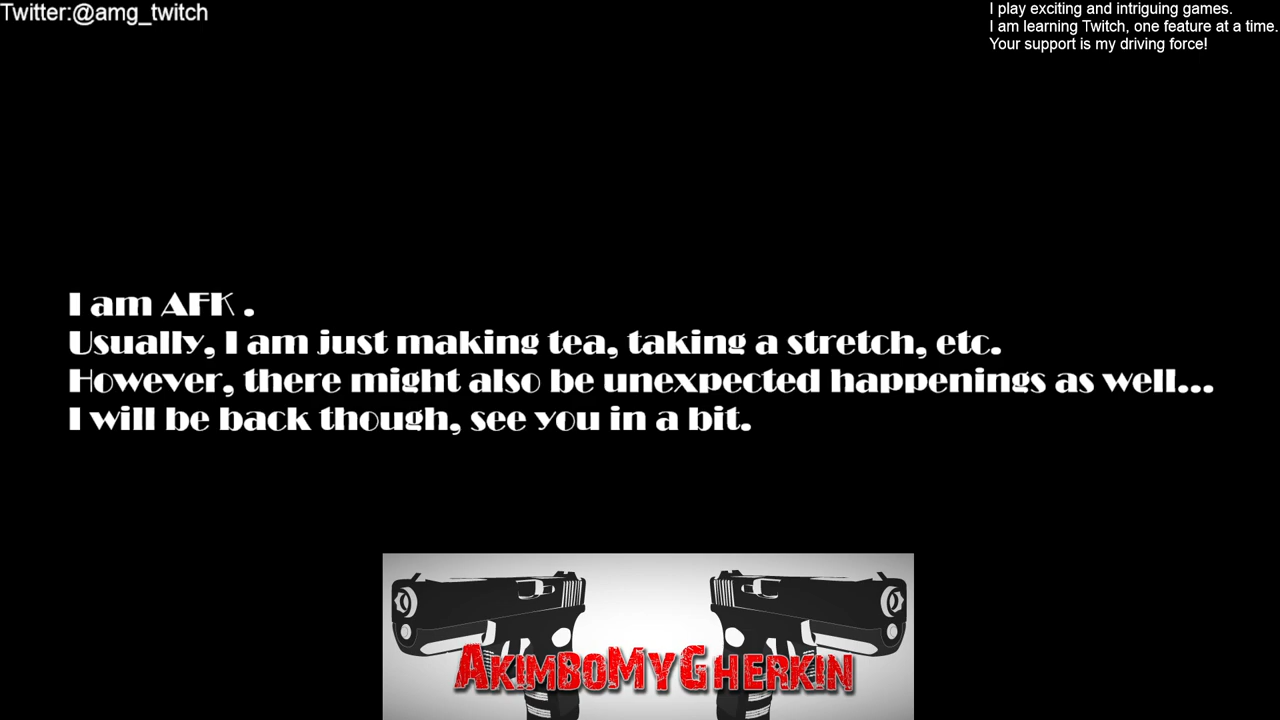 Twitter:@amg_twitch
I play exciting and intriguing games.
I am learning Twitch, one feature at a time.
Your support is my driving force!
I am AFK .
Usually, I am just making tea, taking a stretch, etc.
However, there might also be unexpected happenings as well...
I will be back though, see you in a bit.
AkimboMyGherkin